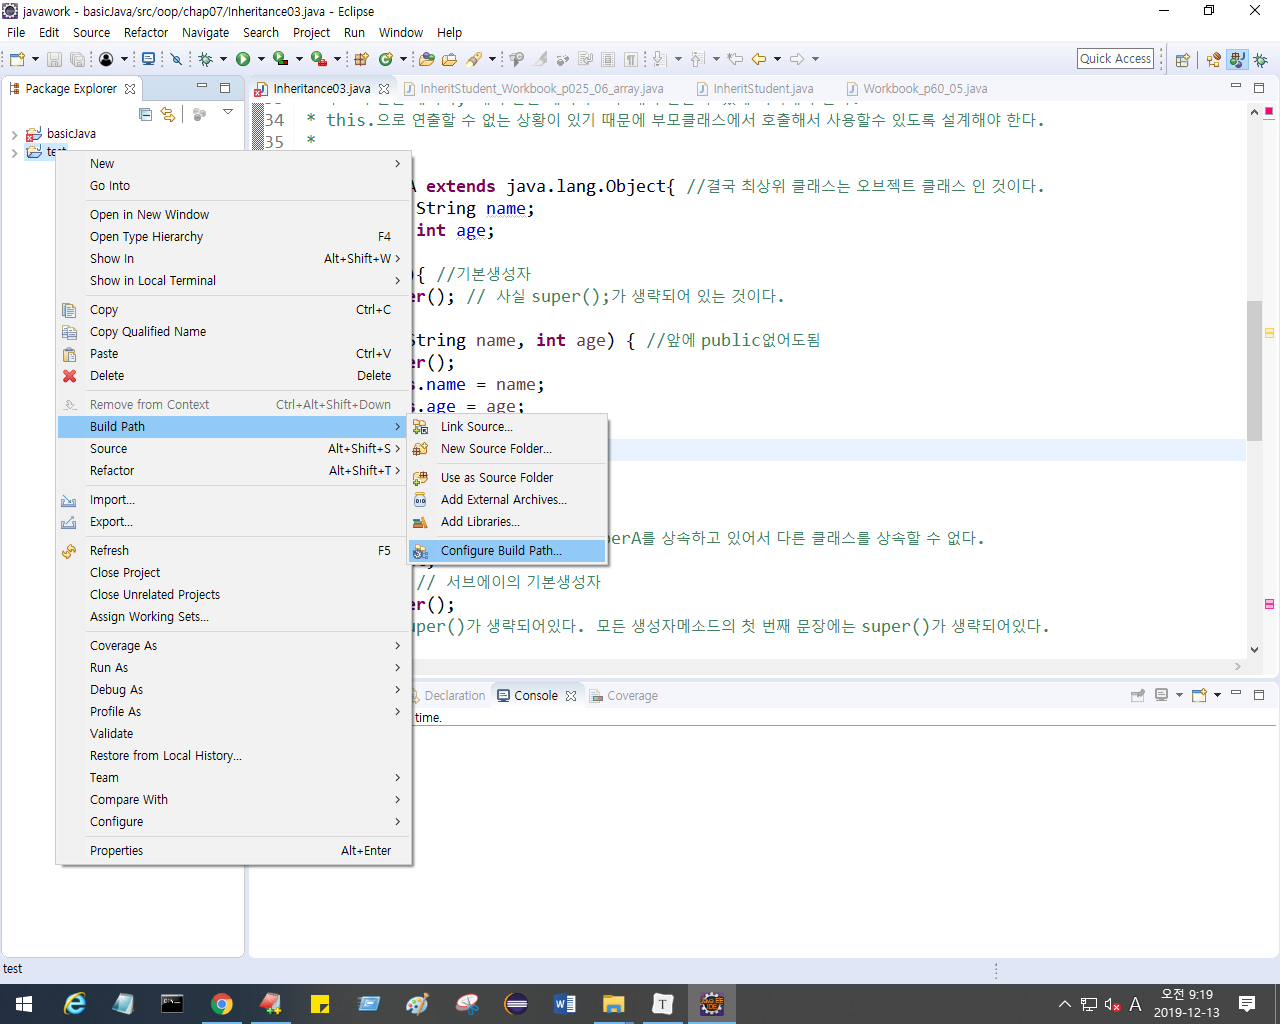 javawork - basicJava/src/oop/chap07/Inheritance03.java - Eclipse
File Edit Source Refactor Navigate Search Project Run Window Help
Quick Access
Package Explorer
Inheritance03.java InheritStudent_Workbook_p025_06_array.java InheritStudent.java Workbook_p60_05.java
basicJava
34 * this.으로 연출할 수 없는 상황이 있기 때문에 부모클래스에서 호출해서 사용할수 있도록 설계해야 한다.
35 *
A extends java.lang.Object{ //결국 최상위 클래스는 오브젝트 클래스 인 것이다.
String name;
int age;
){ //기본생성자
er(); // 사실 super();가 생략되어 있는 것이다.
String name, int age) { //앞에 public없어도됨
er();
s.name = name;
s.age = age;
perA를 상속하고 있어서 다른 클래스를 상속할 수 없다.
// 서브에이의 기본생성자
er();
uper()가 생략되어있다. 모든 생성자메소드의 첫 번째 문장에는 super()가 생략되어있다.
New
Go Into
Open in New Window
Open Type Hierarchy F4
Show In Alt+Shift+W
Show in Local Terminal
Copy Ctrl+C
Copy Qualified Name
Paste Ctrl+V
Delete Delete
Remove from Context Ctrl+Alt+Shift+Down
Build Path
Source Alt+Shift+S
Refactor Alt+Shift+T
Import...
Export...
Refresh F5
Close Project
Close Unrelated Projects
Assign Working Sets...
Coverage As
Run As
Debug As
Profile As
Validate
Restore from Local History...
Team
Compare With
Configure
Properties Alt+Enter
Link Source...
New Source Folder...
Use as Source Folder
Add External Archives...
Add Libraries...
Configure Build Path...
Declaration Console Coverage
time.
test
A
오전 9:19
2019-12-13